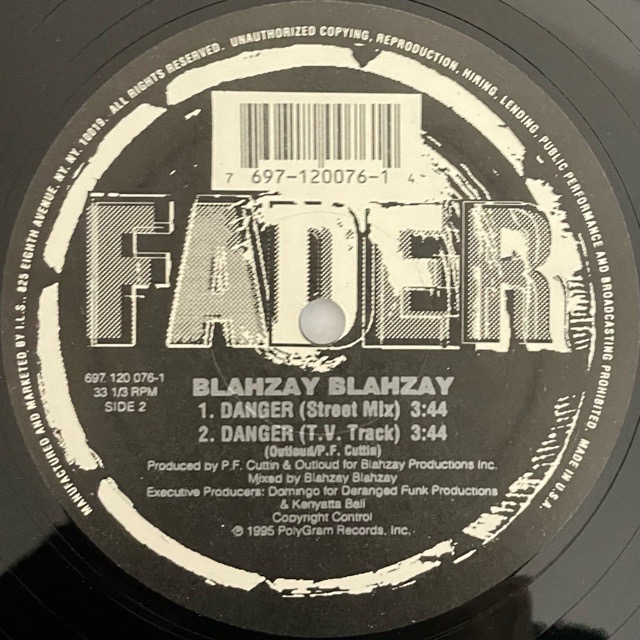 MANUFACTURED AND MARKETED BY I.L.S., 825 EIGHTH AVENUE, NY, NY. 10019. ALL RIGHTS RESERVED. UNAUTHORIZED COPYING, REPRODUCTION, HIRING, LENDING, PUBLIC PERFORMANCE AND BROADCASTING PROHIBITED. MADE IN U.S.A.
7 697-120076-1 4
FADER
697 120 076-1
33 1/3 RPM
SIDE 2
BLAHZAY BLAHZAY
1. DANGER (Street Mix) 3:44
2. DANGER (T.V. Track) 3:44
(Outloud/P.F. Cuttin)
Produced by P.F. Cuttin & Outloud for Blahzay Productions Inc.
Mixed by Blahzay Blahzay
Executive Producers: Domingo for Deranged Funk Productions
& Kenyatta Bell
Copyright Control
℗ 1995 PolyGram Records, Inc.